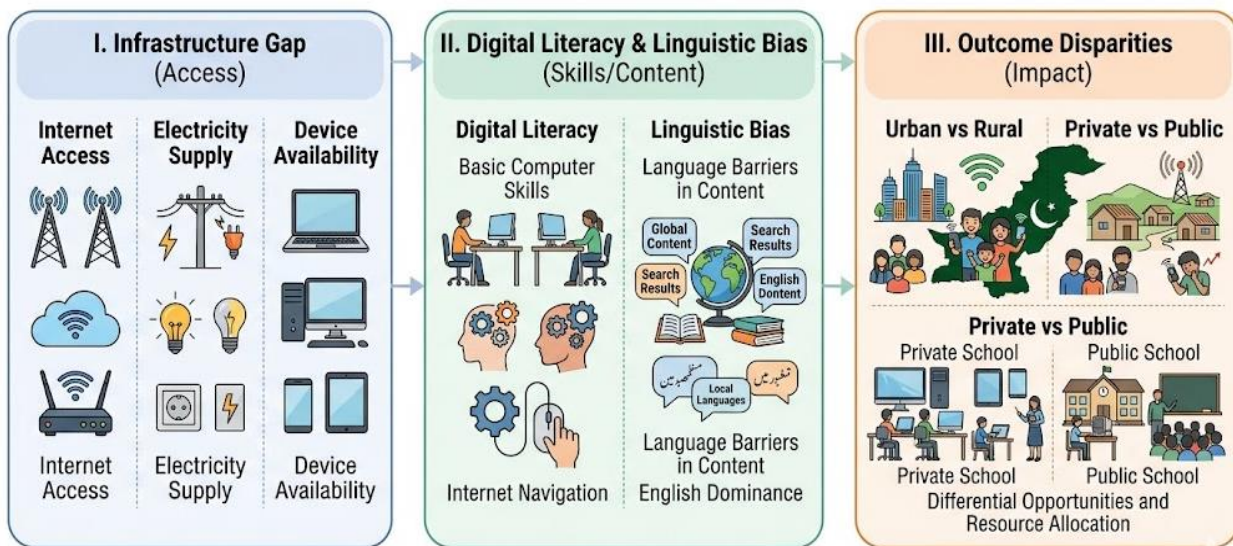 I. Infrastructure Gap
(Access)
Internet
Access
Electricity
Supply
Device
Availability
Internet
Access
Electricity
Supply
Device
Availability
II. Digital Literacy & Linguistic Bias
(Skills/Content)
Digital Literacy
Basic Computer
Skills
Internet Navigation
Linguistic Bias
Language Barriers
in Content
Global
Content
Search
Results
Search
Results
English
Dontent
Local
Languages
Language Barriers
in Content
English Dominance
III. Outcome Disparities
(Impact)
Urban vs Rural
Private vs Public
Private vs Public
Private School
Public School
Private School
Public School
Differential Opportunities and
Resource Allocation